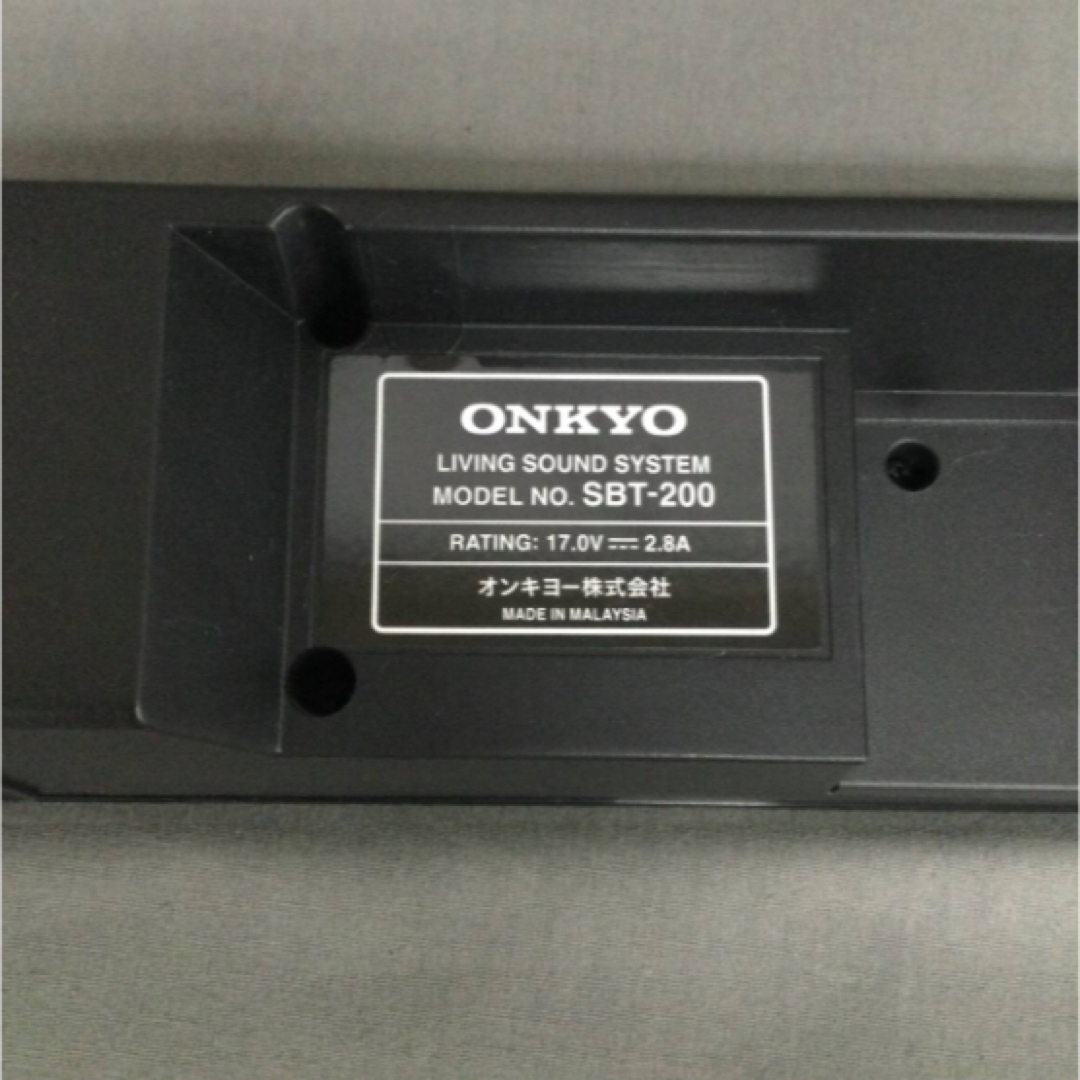 ONKYO
LIVING SOUND SYSTEM
MODEL NO. SBT-200
RATING: 17.0V⎓2.8A
オンキヨー株式会社
MADE IN MALAYSIA